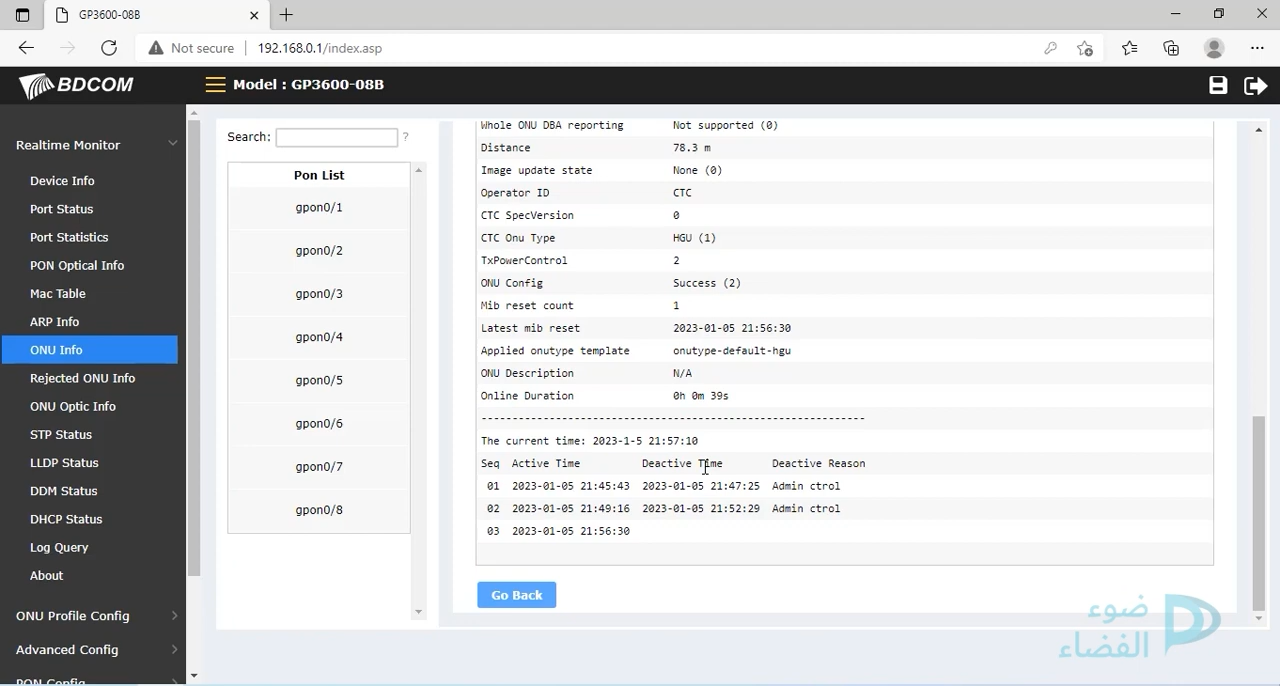 GP3600-08B
Not secure
192.168.0.1/index.asp
BDCOM
Model : GP3600-08B
Realtime Monitor
Device Info
Port Status
Port Statistics
PON Optical Info
Mac Table
ARP Info
ONU Info
Rejected ONU Info
ONU Optic Info
STP Status
LLDP Status
DDM Status
DHCP Status
Log Query
About
ONU Profile Config
Advanced Config
PON Config
Search:
?
Pon List
gpon0/1
gpon0/2
gpon0/3
gpon0/4
gpon0/5
gpon0/6
gpon0/7
gpon0/8
Whole ONU DBA reporting Not supported (0)
Distance 78.3 m
Image update state None (0)
Operator ID CTC
CTC SpecVersion 0
CTC Onu Type HGU (1)
TxPowerControl 2
ONU Config Success (2)
Mib reset count 1
Latest mib reset 2023-01-05 21:56:30
Applied onutype template onutype-default-hgu
ONU Description N/A
Online Duration 0h 0m 39s
----------------------------------------------------------------
The current time: 2023-1-5 21:57:10
Seq Active Time Deactive Time Deactive Reason
01 2023-01-05 21:45:43 2023-01-05 21:47:25 Admin ctrol
02 2023-01-05 21:49:16 2023-01-05 21:52:29 Admin ctrol
03 2023-01-05 21:56:30
Go Back
ضوء
الفضاء